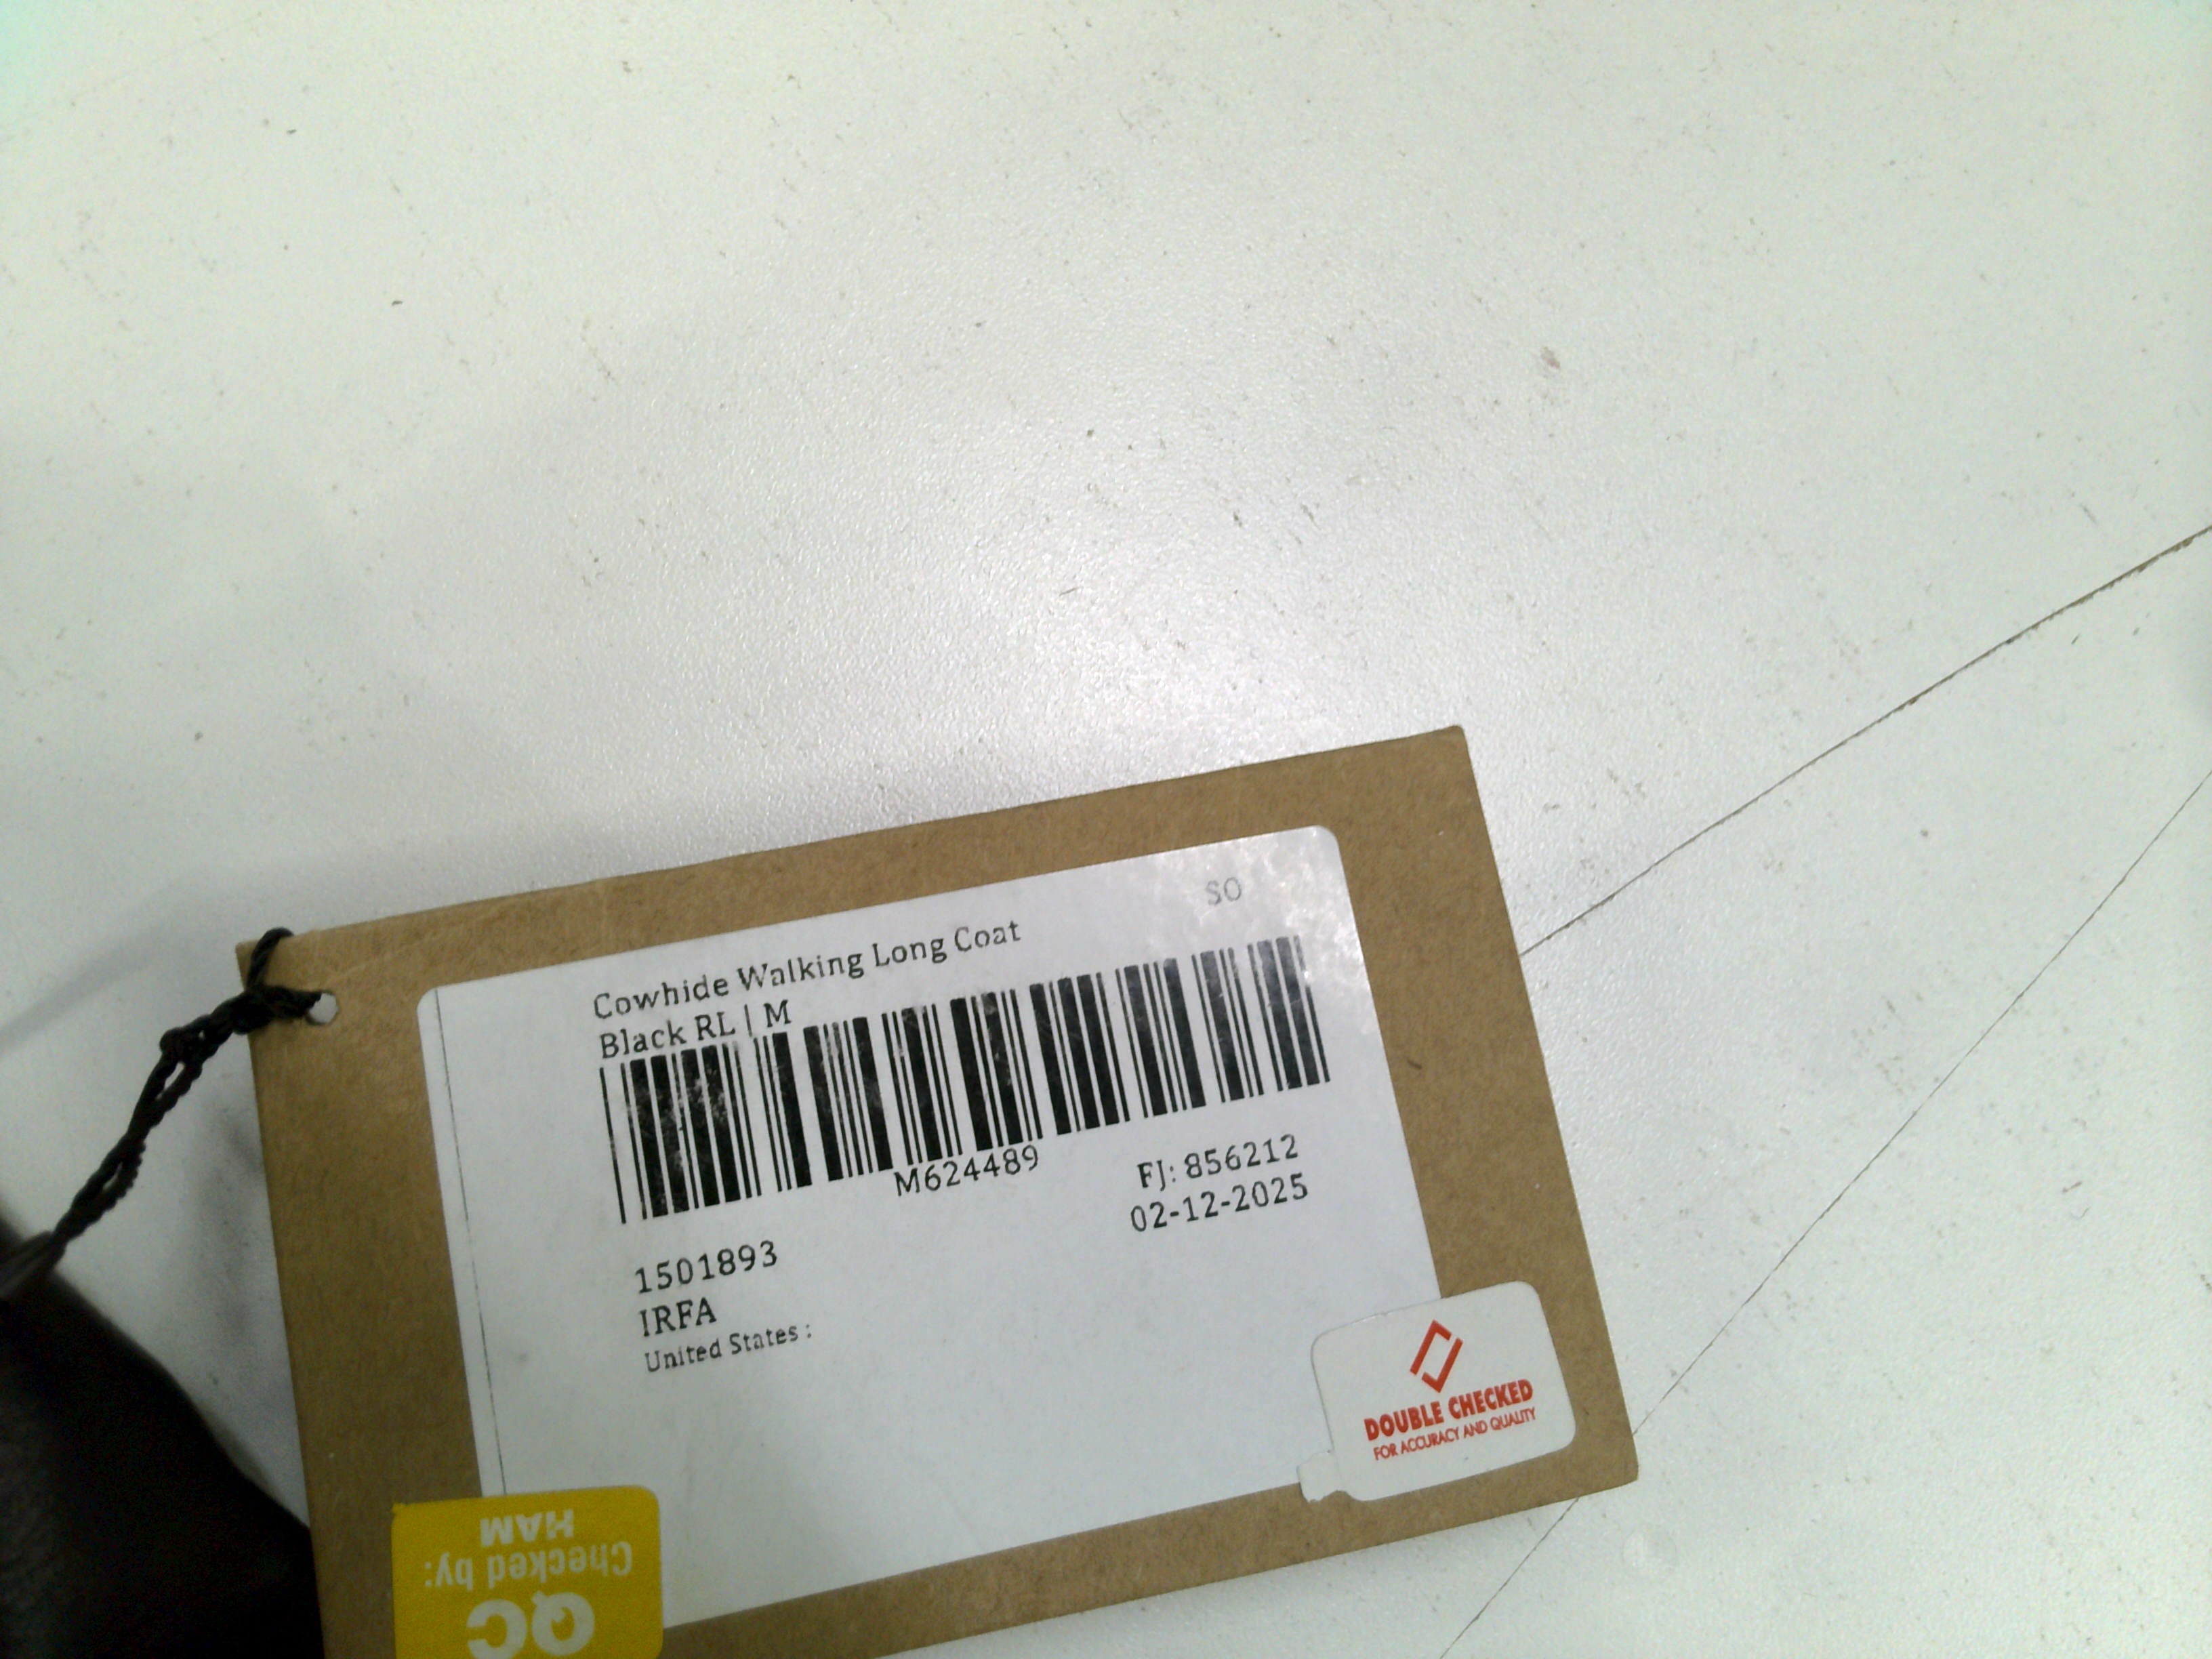 SO
Cowhide Walking Long Coat
Black RL | M
M624489
FJ: 856212
02-12-2025
1501893
IRFA
United States :
DOUBLE CHECKED
FOR ACCURACY AND QUALITY
QC
Checked by:
HAM